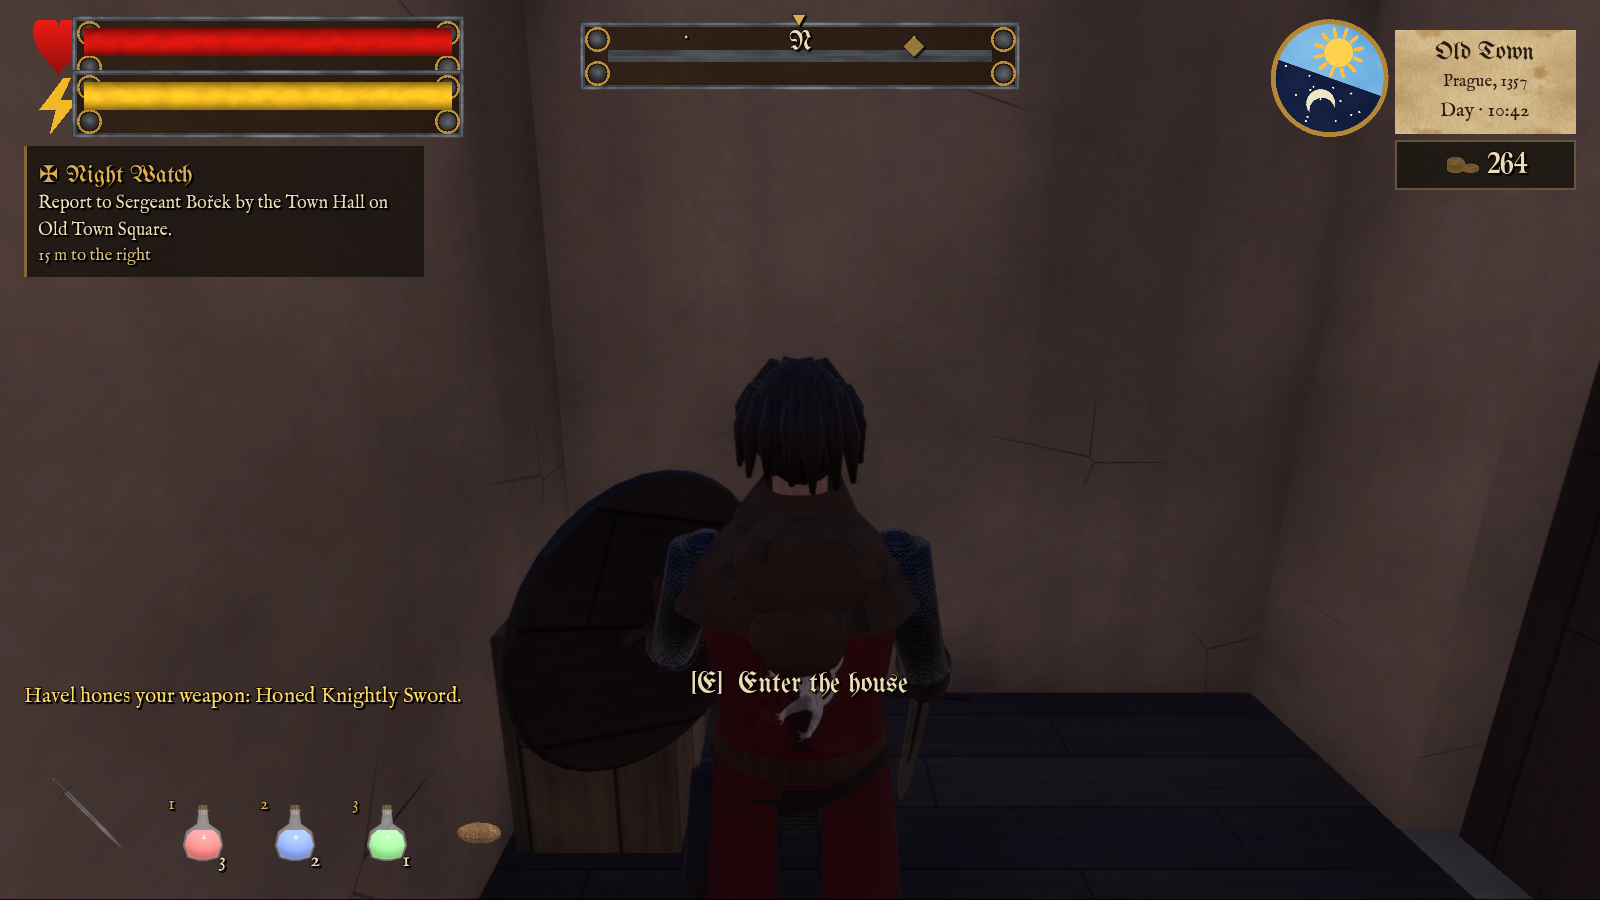 N
Old Town
Prague, 1357
Day · 10:42
264
✠ Night Watch
Report to Sergeant Bořek by the Town Hall on
Old Town Square.
15 m to the right
[E] Enter the house
Havel hones your weapon: Honed Knightly Sword.
1 2 3
3 2 1